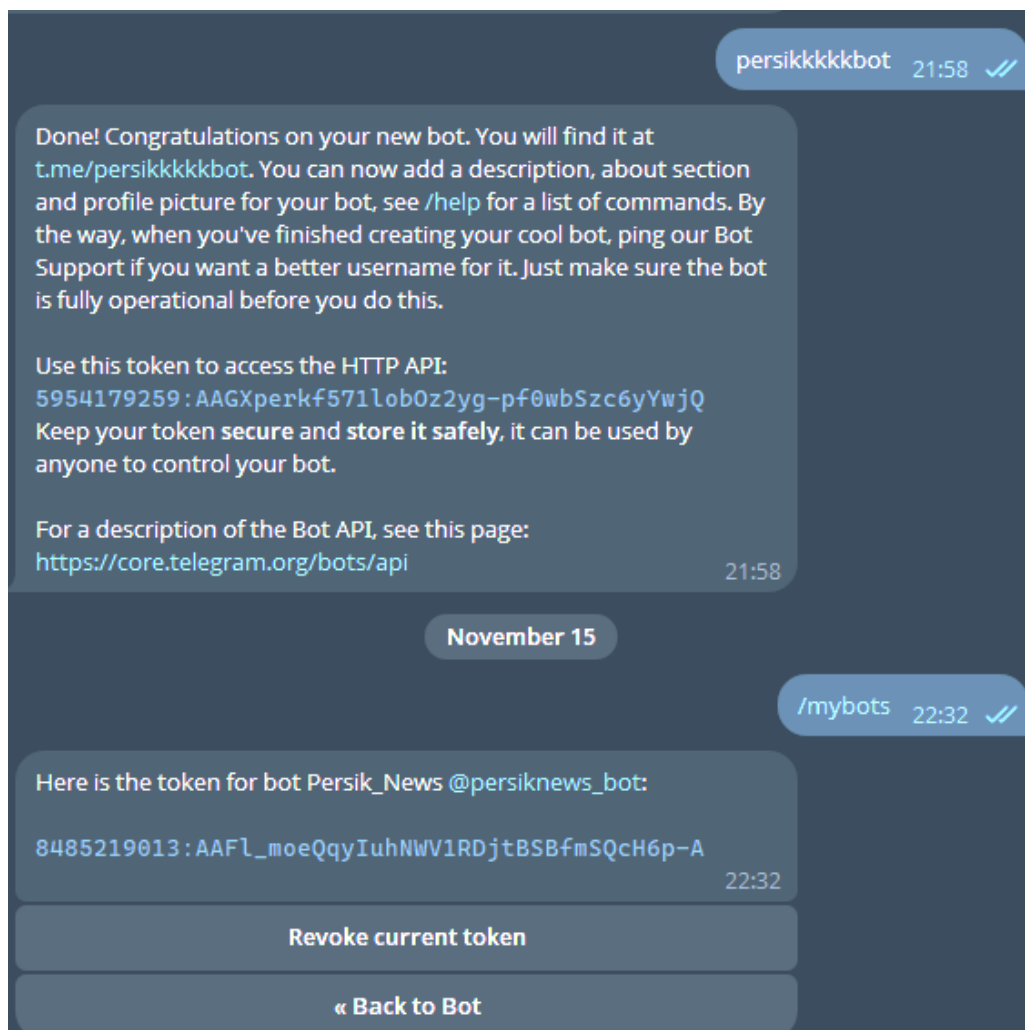 persikkkkkbot 21:58
Done! Congratulations on your new bot. You will find it at
t.me/persikkkkkbot. You can now add a description, about section
and profile picture for your bot, see /help for a list of commands. By
the way, when you've finished creating your cool bot, ping our Bot
Support if you want a better username for it. Just make sure the bot
is fully operational before you do this.
Use this token to access the HTTP API:
5954179259:AAGXperkf571lobOz2yg-pf0wbSzc6yYwjQ
Keep your token secure and store it safely, it can be used by
anyone to control your bot.
For a description of the Bot API, see this page:
https://core.telegram.org/bots/api 21:58
November 15
/mybots 22:32
Here is the token for bot Persik_News @persiknews_bot:
8485219013:AAFl_moeQqyIuhNWV1RDjtBSBfmSQcH6p-A
22:32
Revoke current token
« Back to Bot